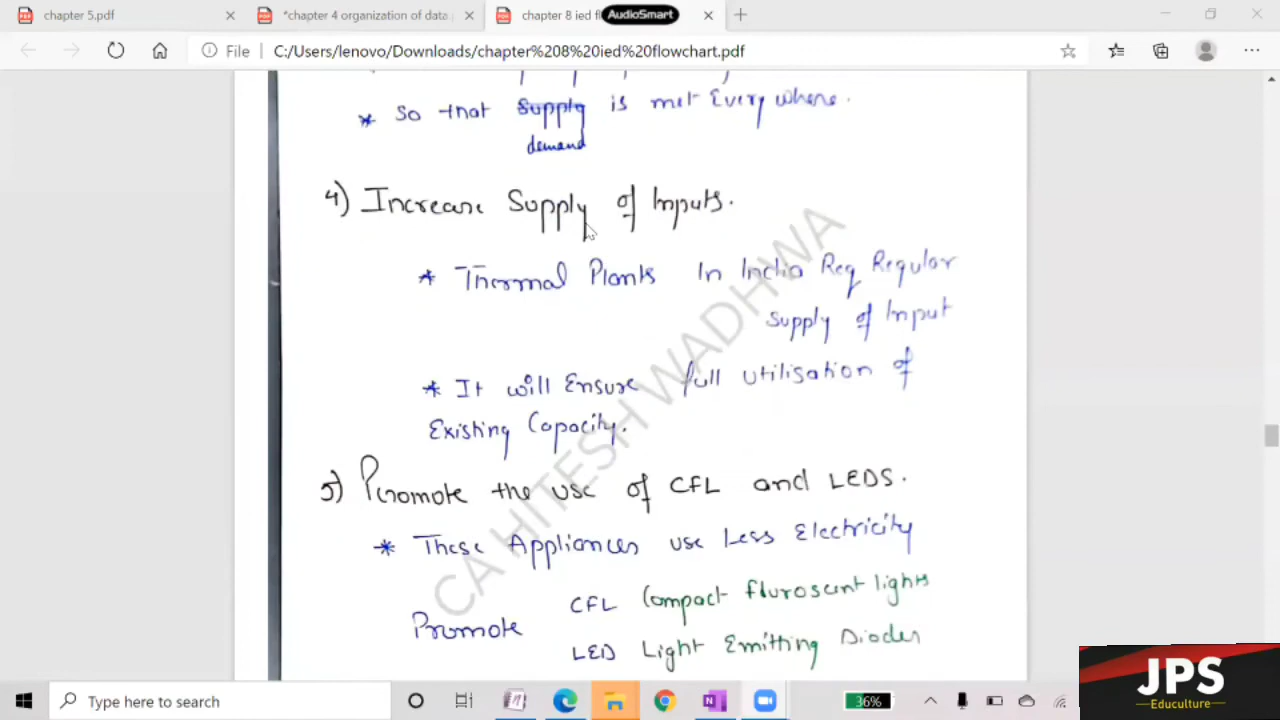 chapter 5.pdf
*chapter 4 organization of data
chapter 8 ied fl
AudioSmart
File
C:/Users/lenovo/Downloads/chapter%208%20ied%20flowchart.pdf
* So that Supply is met Everywhere.
demand
4) Increase Supply of Inputs.
* Thermal Plants In India Req Regular
Supply of Input
* It will Ensure full utilisation of
Existing Capacity.
5) Promote the use of CFL and LEDS.
* These Appliances use Less Electricity
Promote
CFL Compact fluroscent lights
LED Light Emitting Diodes
CA HITESH WADHWA
Type here to search
36%
JPS
Educulture